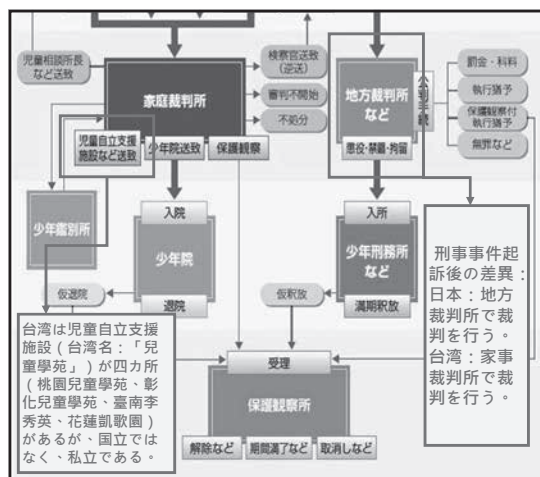 児童相談所長
など送致
検察官送致
（逆送）
審判不開始
不処分
家庭裁判所
児童自立支援
施設など送致
少年院送致
保護観察
地方裁判所
など
懲役・禁錮・拘留
公判手続
罰金・科料
執行猶予
保護観察付
執行猶予
無罪など
少年鑑別所
入院
少年院
退院
仮退院
入所
少年刑務所
など
満期釈放
仮釈放
受理
保護観察所
解除など
期間満了など
取消しなど
台湾は児童自立支援
施設（台湾名：「兒
童學苑」）が四カ所
（桃園兒童學苑、彰
化兒童學苑、臺南李
秀英、花蓮凱歌園）
があるが、国立では
なく、私立である。
刑事事件起
訴後の差異：
日本：地方
裁判所で裁
判を行う。
台湾：家事
裁判所で裁
判を行う。